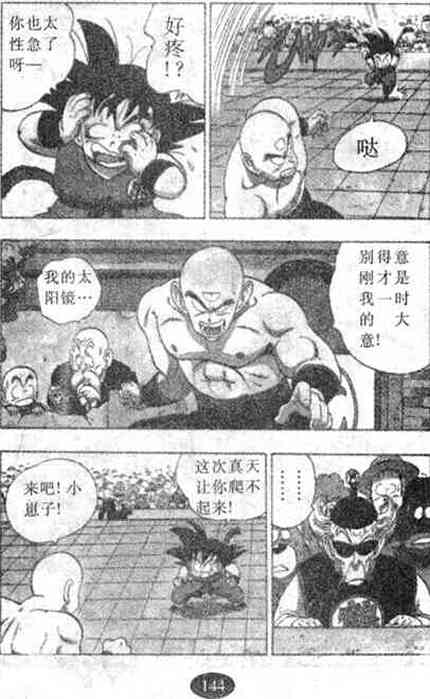 哒
好疼!?
你也太
性急了
呀—
别得意
刚才是
我一时
的 大
意!
我的太
阳镜…
……
这次真天
让你爬不
起来!
来吧!小
崽子!
144